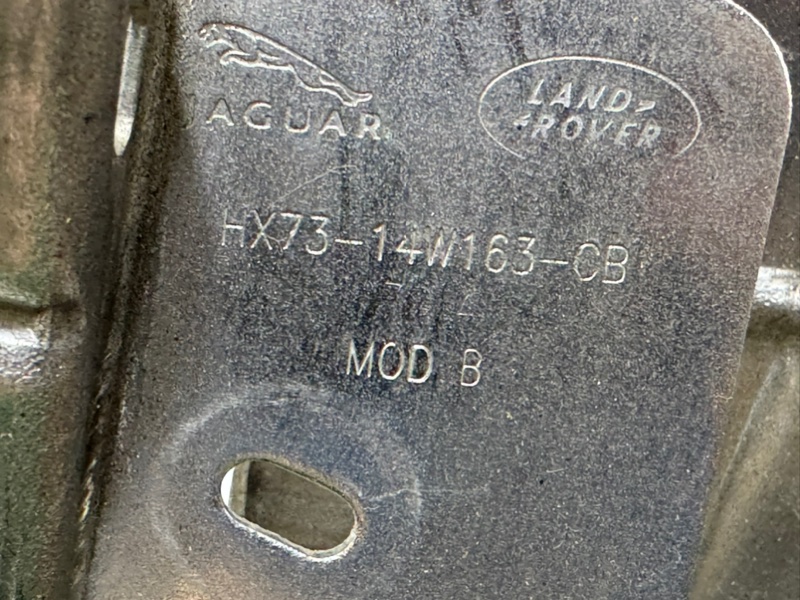 JAGUAR
LAND
ROVER
HX73-14W163-CB
MOD B